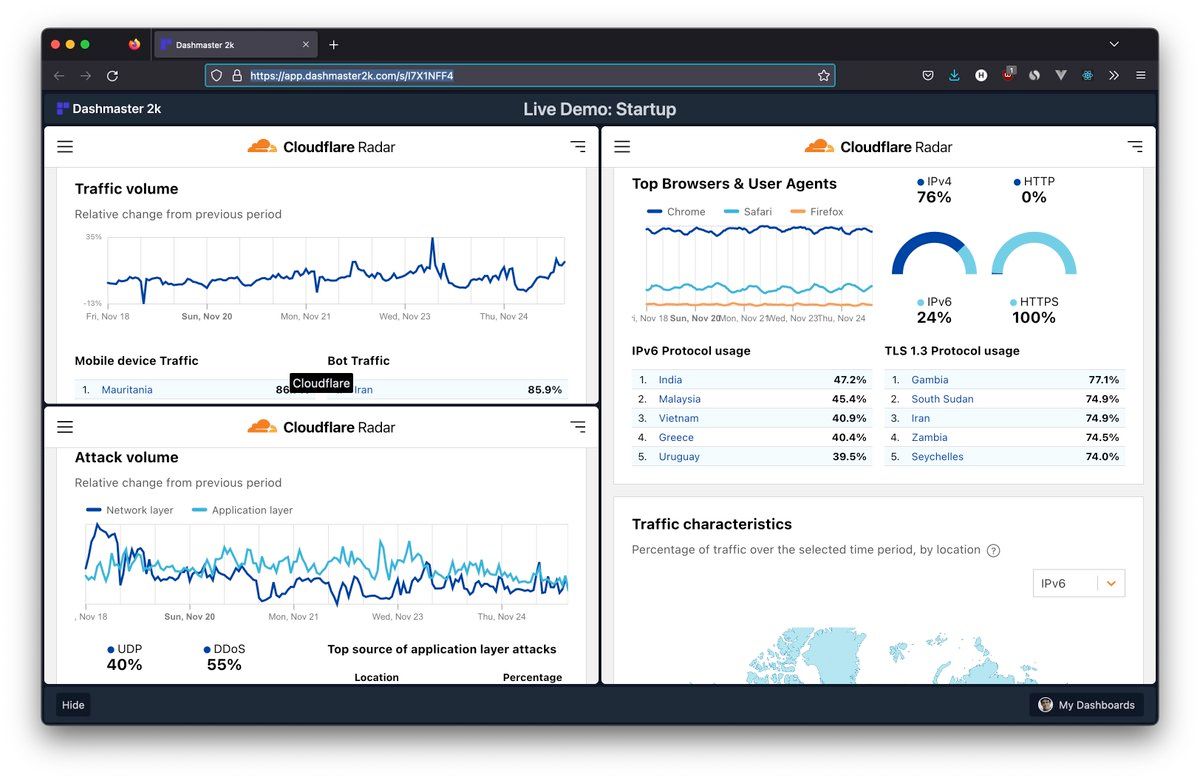 Dashmaster 2k
https://app.dashmaster2k.com/s/I7X1NFF4
1
Dashmaster 2k
Live Demo: Startup
Cloudflare Radar
Traffic volume
Relative change from previous period
35%
-13%
Fri, Nov 18 Sun, Nov 20 Mon, Nov 21 Wed, Nov 23 Thu, Nov 24
Mobile device Traffic
1. Mauritania
Bot Traffic
Iran 85.9%
Cloudflare
Cloudflare Radar
Attack volume
Relative change from previous period
Network layer Application layer
, Nov 18 Sun, Nov 20 Mon, Nov 21 Wed, Nov 23 Thu, Nov 24
UDP
40%
DDoS
55%
Top source of application layer attacks
Location Percentage
Cloudflare Radar
Top Browsers & User Agents
Chrome Safari Firefox
i, Nov 18 Sun, Nov 20 Mon, Nov 21 Wed, Nov 23 Thu, Nov 24
IPv4
76%
HTTP
0%
IPv6
24%
HTTPS
100%
IPv6 Protocol usage
1. India 47.2%
2. Malaysia 45.4%
3. Vietnam 40.9%
4. Greece 40.4%
5. Uruguay 39.5%
TLS 1.3 Protocol usage
1. Gambia 77.1%
2. South Sudan 74.9%
3. Iran 74.9%
4. Zambia 74.5%
5. Seychelles 74.0%
Traffic characteristics
Percentage of traffic over the selected time period, by location ?
IPv6
Hide
My Dashboards